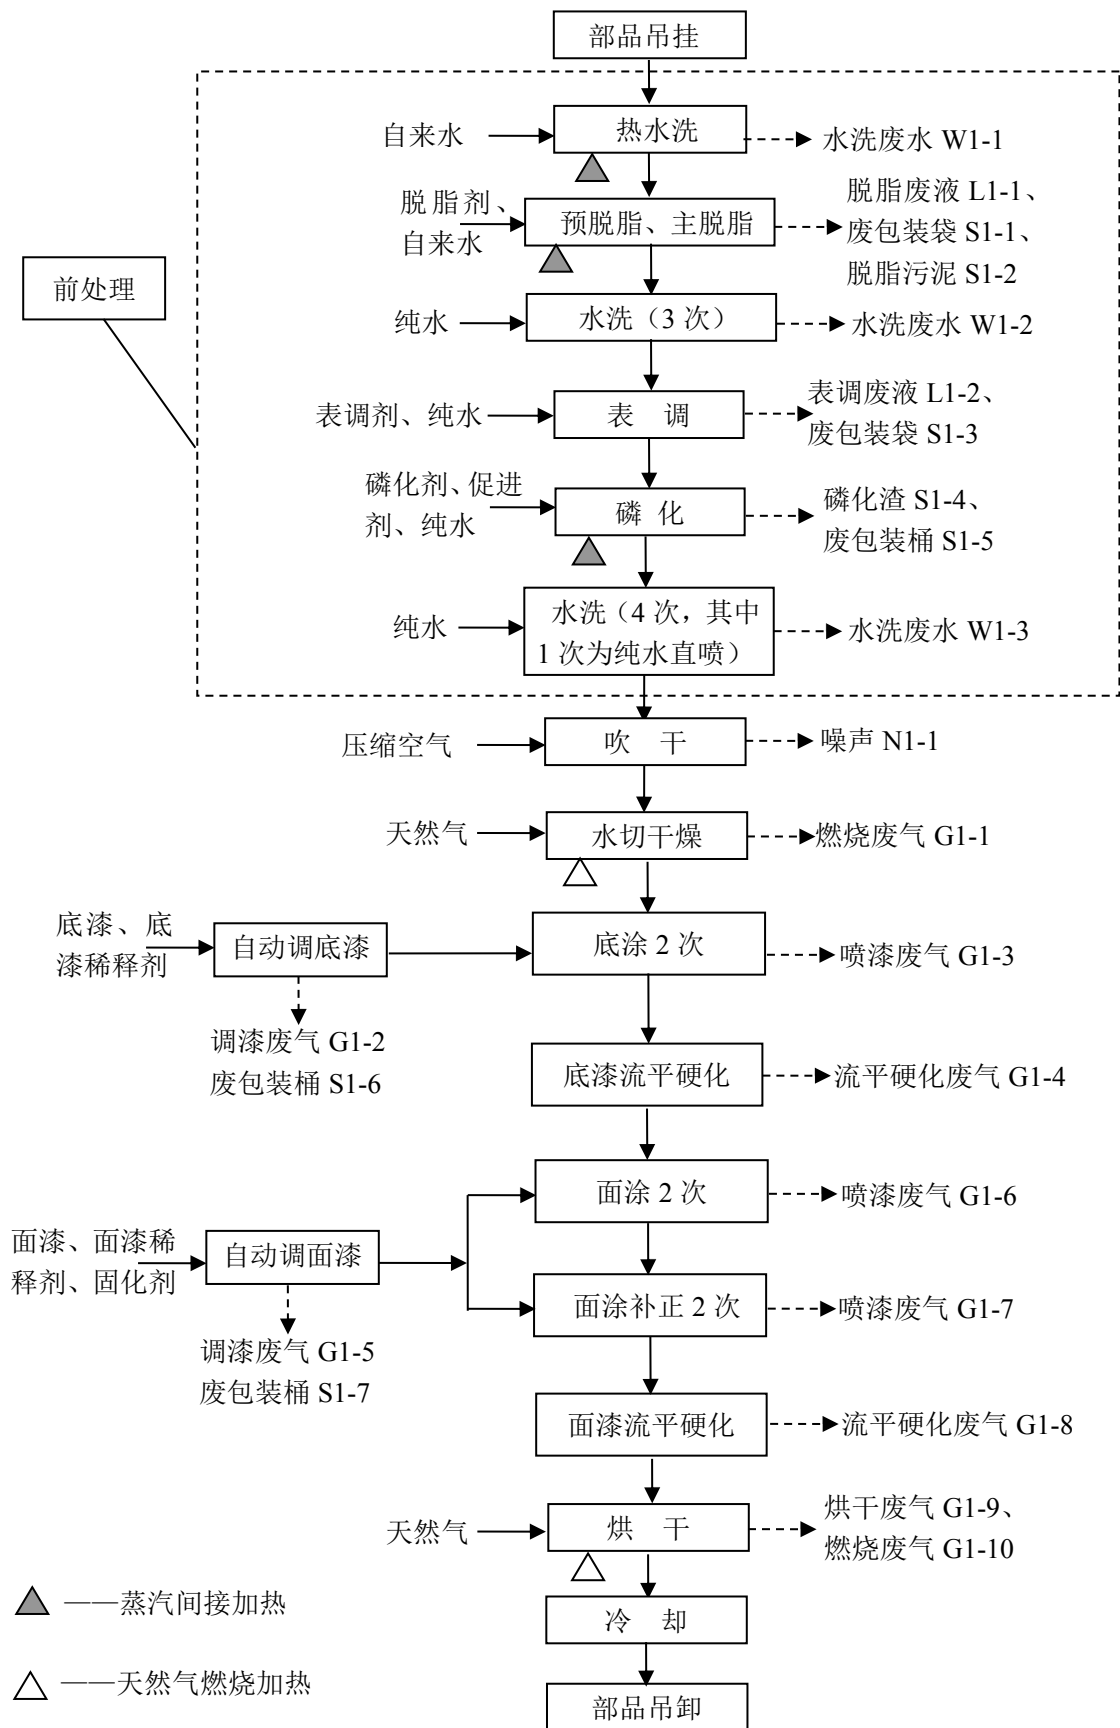 部品吊挂
自来水
热水洗
水洗废水 W1-1
脱脂剂、
自来水
预脱脂、主脱脂
脱脂废液 L1-1、
废包装袋 S1-1、
脱脂污泥 S1-2
前处理
纯水
水洗（3 次）
水洗废水 W1-2
表调剂、纯水
表 调
表调废液 L1-2、
废包装袋 S1-3
磷化剂、促进
剂、纯水
磷 化
磷化渣 S1-4、
废包装桶 S1-5
纯水
水洗（4 次，其中
1 次为纯水直喷）
水洗废水 W1-3
压缩空气
吹 干
噪声 N1-1
天然气
水切干燥
燃烧废气 G1-1
底漆、底
漆稀释剂
自动调底漆
底涂 2 次
喷漆废气 G1-3
调漆废气 G1-2
废包装桶 S1-6
底漆流平硬化
流平硬化废气 G1-4
面涂 2 次
喷漆废气 G1-6
面漆、面漆稀
释剂、固化剂
自动调面漆
面涂补正 2 次
喷漆废气 G1-7
调漆废气 G1-5
废包装桶 S1-7
面漆流平硬化
流平硬化废气 G1-8
天然气
烘 干
烘干废气 G1-9、
燃烧废气 G1-10
——蒸汽间接加热
冷 却
——天然气燃烧加热
部品吊卸